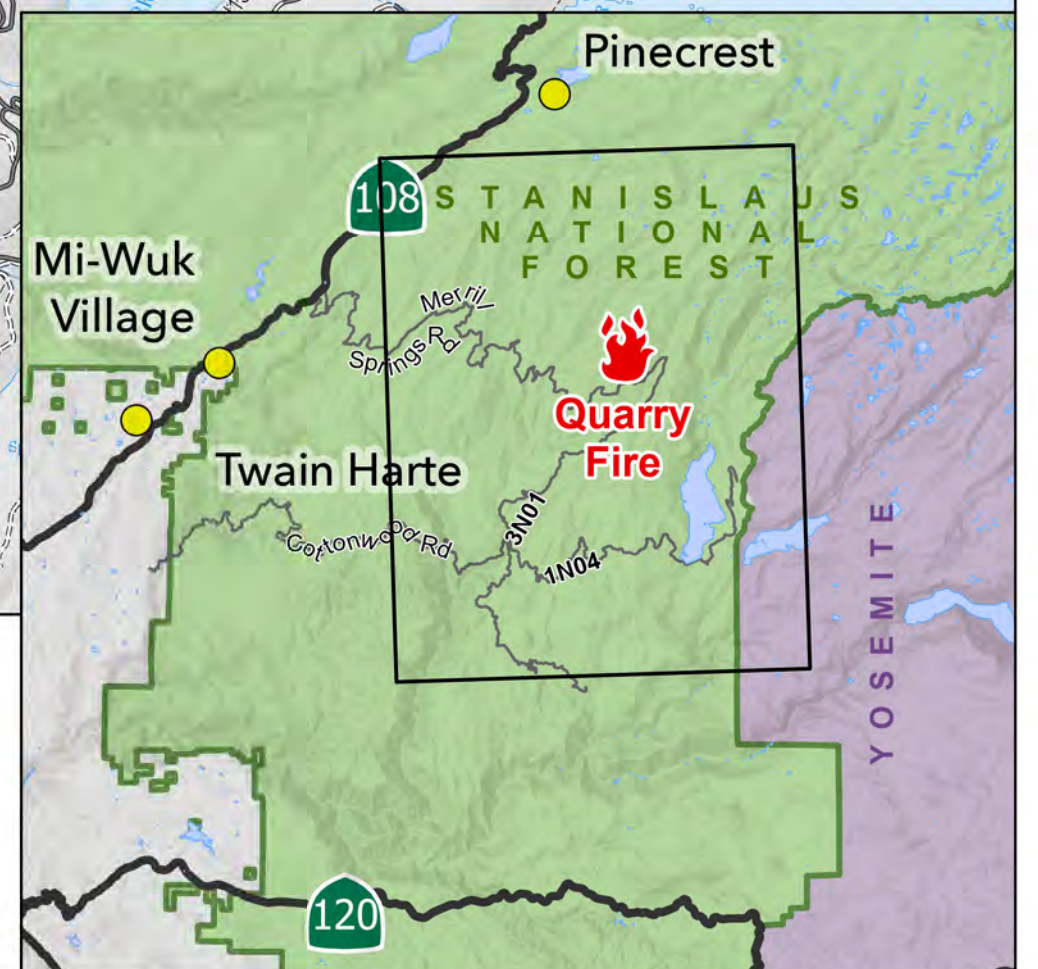 Pinecrest
108
STANISLAUS
NATIONAL
FOREST
Mi-Wuk
Village
Merril
Springs Rd
Quarry
Fire
Twain Harte
3N01
Cottonwood Rd
1N04
YOSEMITE
120